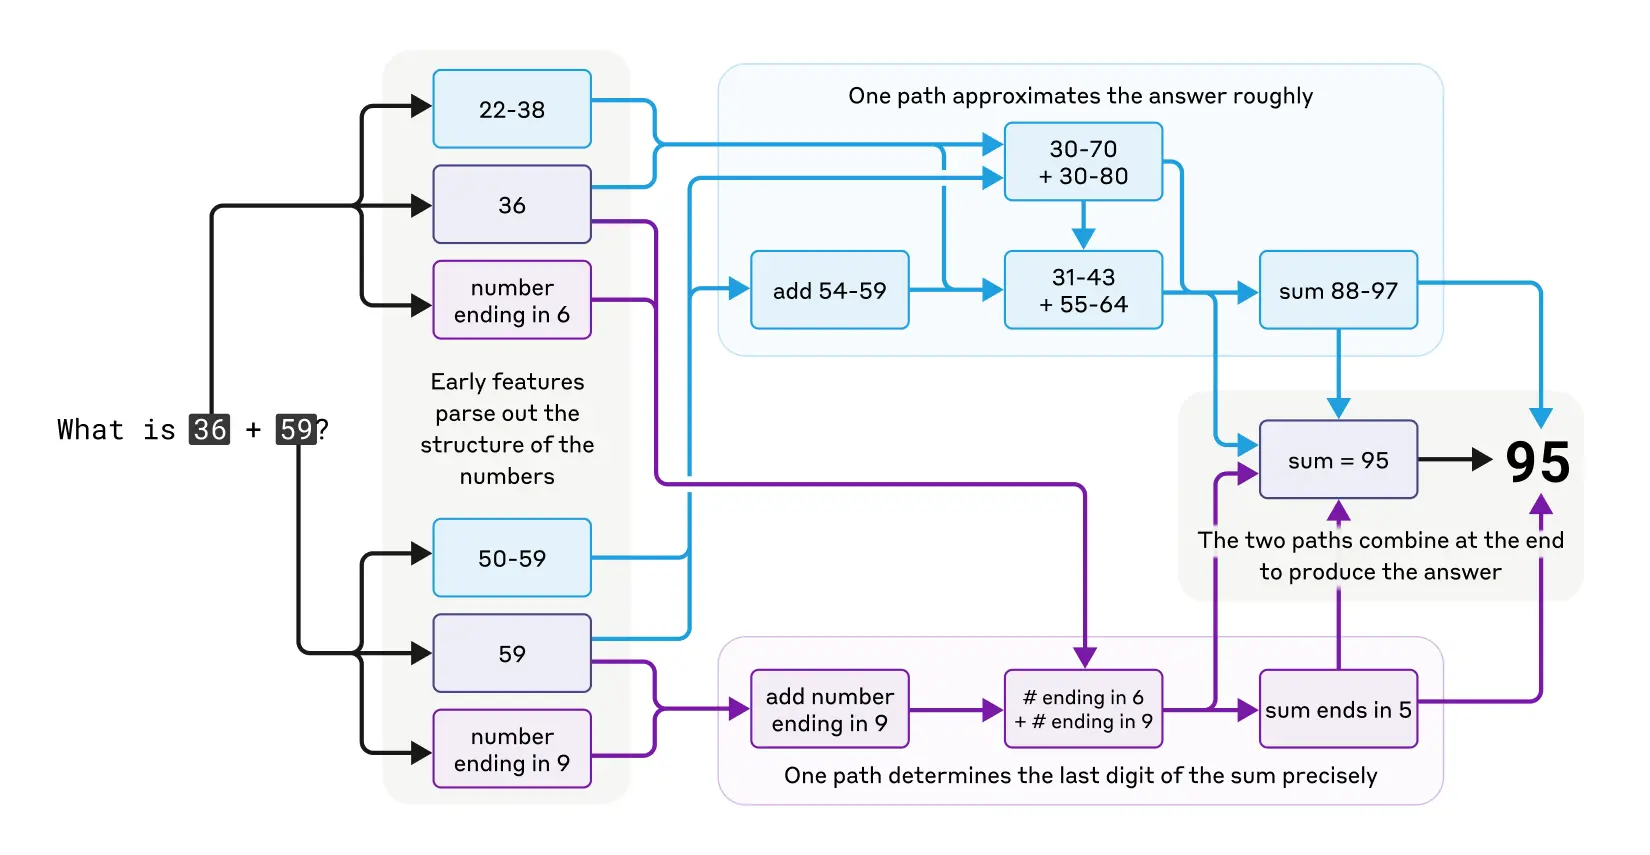 What is 36 + 59?
22-38
36
number
ending in 6
Early features
parse out the
structure of the
numbers
50-59
59
number
ending in 9
One path approximates the answer roughly
30-70
+ 30-80
add 54-59
31-43
+ 55-64
sum 88-97
sum = 95
95
The two paths combine at the end
to produce the answer
add number
ending in 9
# ending in 6
+ # ending in 9
sum ends in 5
One path determines the last digit of the sum precisely